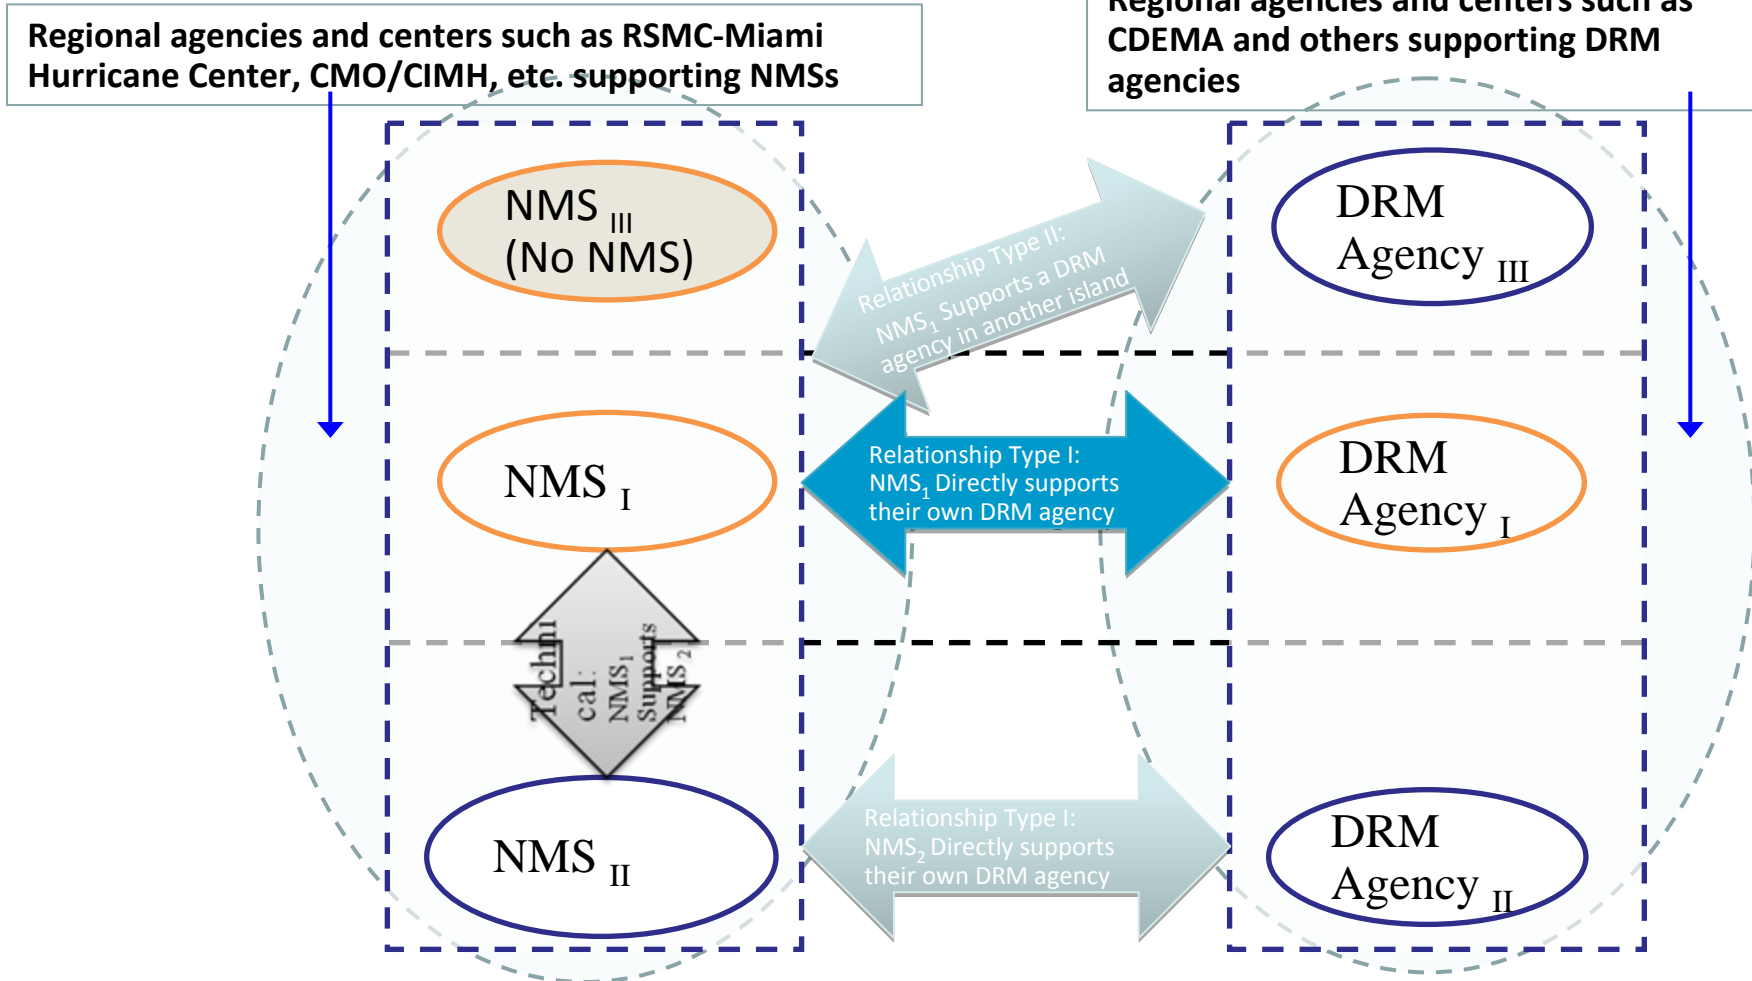 Regional agencies and centers such as RSMC-Miami
Hurricane Center, CMO/CIMH, etc. supporting NMSs
Regional agencies and centers such as
CDEMA and others supporting DRM
agencies
NMS III
(No NMS)
Relationship Type II:
NMS1 Supports a DRM
agency in another island
DRM
Agency III
NMS I
Relationship Type I:
NMS1 Directly supports
their own DRM agency
DRM
Agency I
Techni
cal:
NMS1
Supports
NMS 2
NMS II
Relationship Type I:
NMS2 Directly supports
their own DRM agency
DRM
Agency II